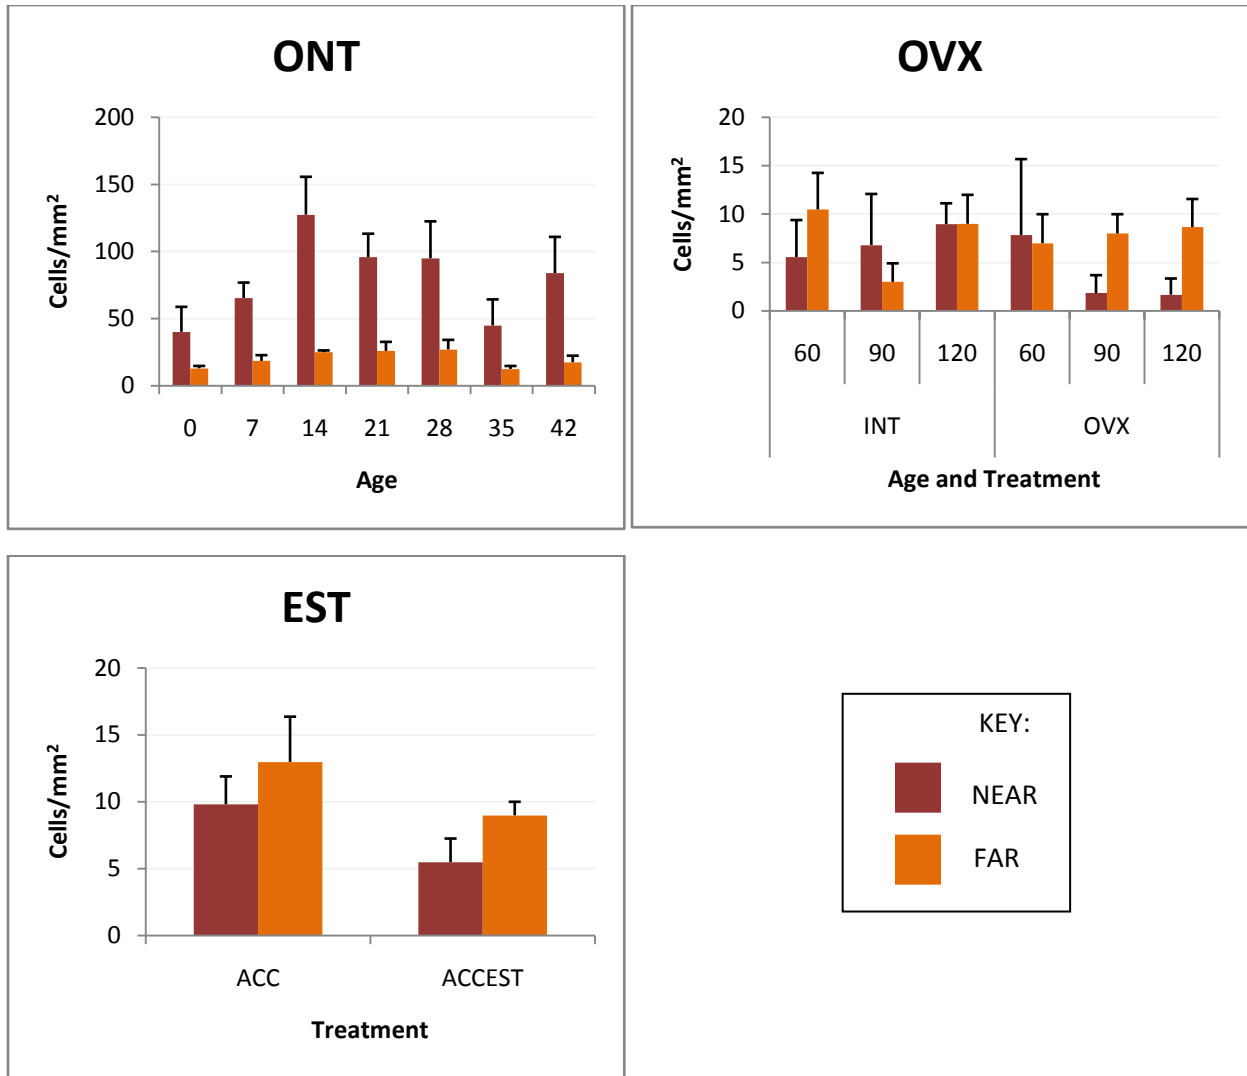 ONT
Cells/mm²
200
150
100
50
0
0 7 14 21 28 35 42
Age
OVX
Cells/mm²
20
15
10
5
0
60 90 120 60 90 120
INT OVX
Age and Treatment
EST
Cells/mm²
20
15
10
5
0
ACC ACCEST
Treatment
KEY:
NEAR
FAR